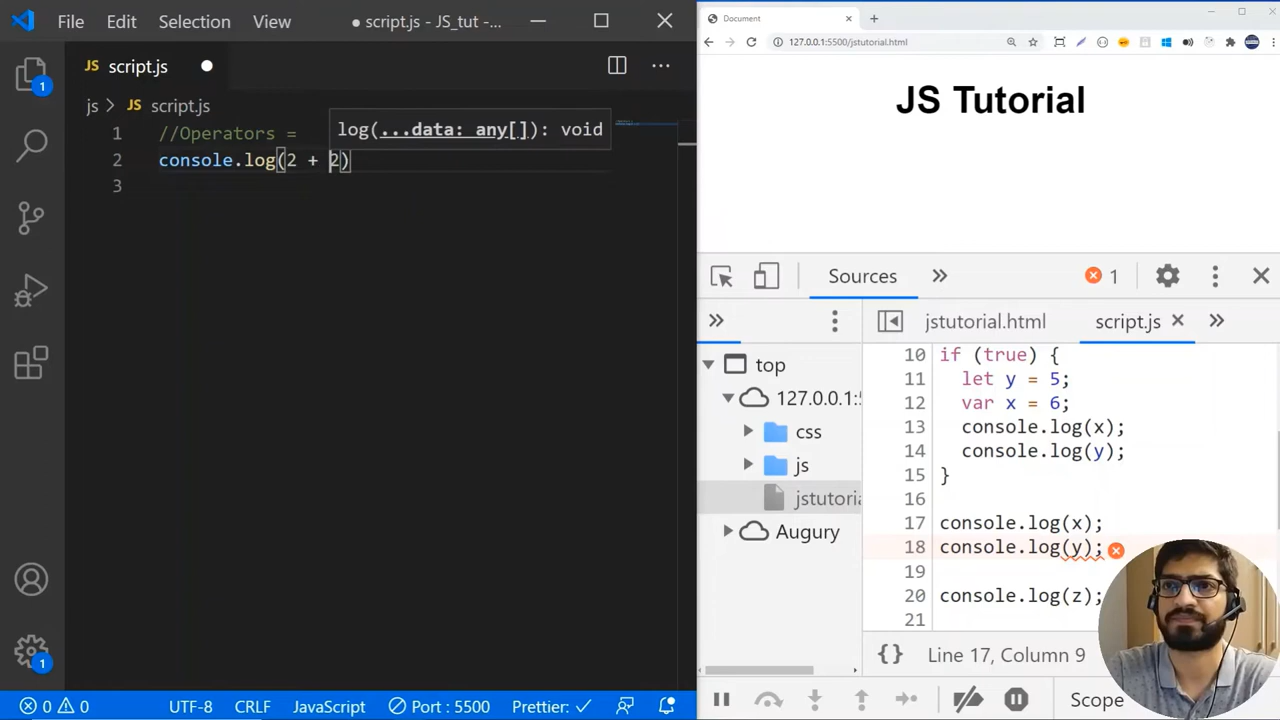 File Edit Selection View ● script.js - JS_tut -...
JS script.js ●
js > JS script.js
1 //Operators =
log(...data: any[]): void
2 console.log(2 + 2)
3
1
1
0 0 UTF-8 CRLF JavaScript Port : 5500 Prettier: ✓
Document
127.0.0.1:5500/jstutorial.html
JS Tutorial
Sources » 1
» jstutorial.html script.js ×  »
top
127.0.0.1:5
css
js
jstutoria
Augury
10 if (true) {
11 let y = 5;
12 var x = 6;
13 console.log(x);
14 console.log(y);
15 }
16
17 console.log(x);
18 console.log(y);
19
20 console.log(z);
21
{} Line 17, Column 9
Scope